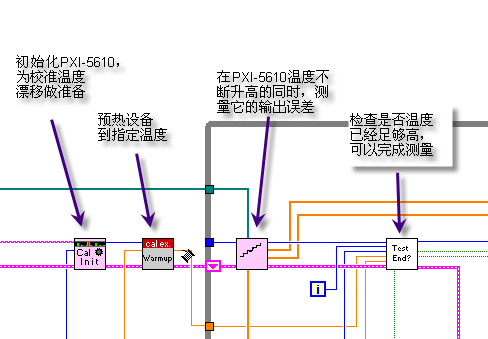 初始化PXI-5610,
为校准温度
漂移做准备
预热设备
到指定温度
在PXI-5610温度不
断升高的同时，测
量它的输出误差
检查是否温度
已经足够高，
可以完成测量
Cal
Init
cal ex.
Warmup
Test
End?
i